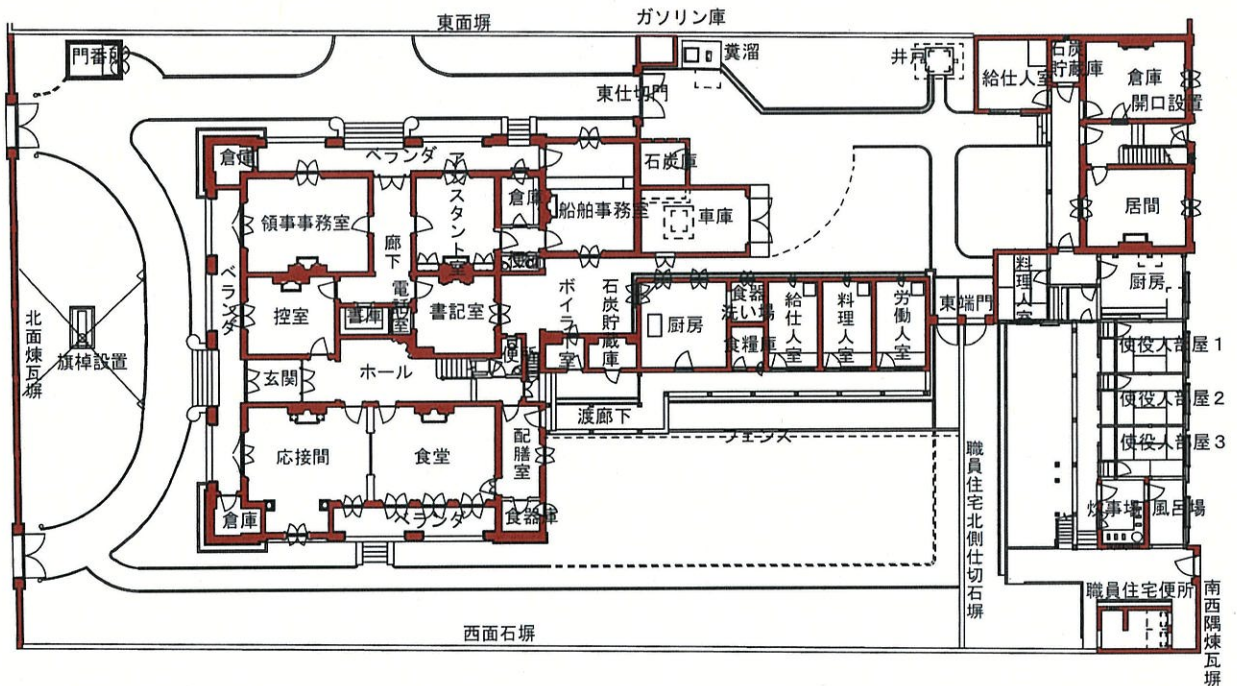 東面塀
ガソリン庫
門番所
糞溜
井戸
給仕人室
石炭貯蔵庫
倉庫
開口設置
東仕切門
倉庫
ベランダ
アシスタント室
倉庫
石炭庫
領事事務室
廊下
船舶事務室
車庫
居間
便所
ベランダ
控室
電話室
書庫
書記室
ボイラー室
石炭貯蔵庫
厨房
食器洗い場
食糧庫
給仕人室
料理人室
労働人室
東端門
料理人室
厨房
北面煉瓦塀
旗棹設置
玄関
ホール
渡廊下
フェンス
使役人部屋1
使役人部屋2
使役人部屋3
応接間
食堂
配膳室
職員住宅北側仕切石塀
倉庫
ベランダ
食器庫
炊事場
風呂場
職員住宅便所
西面石塀
南西隅煉瓦塀